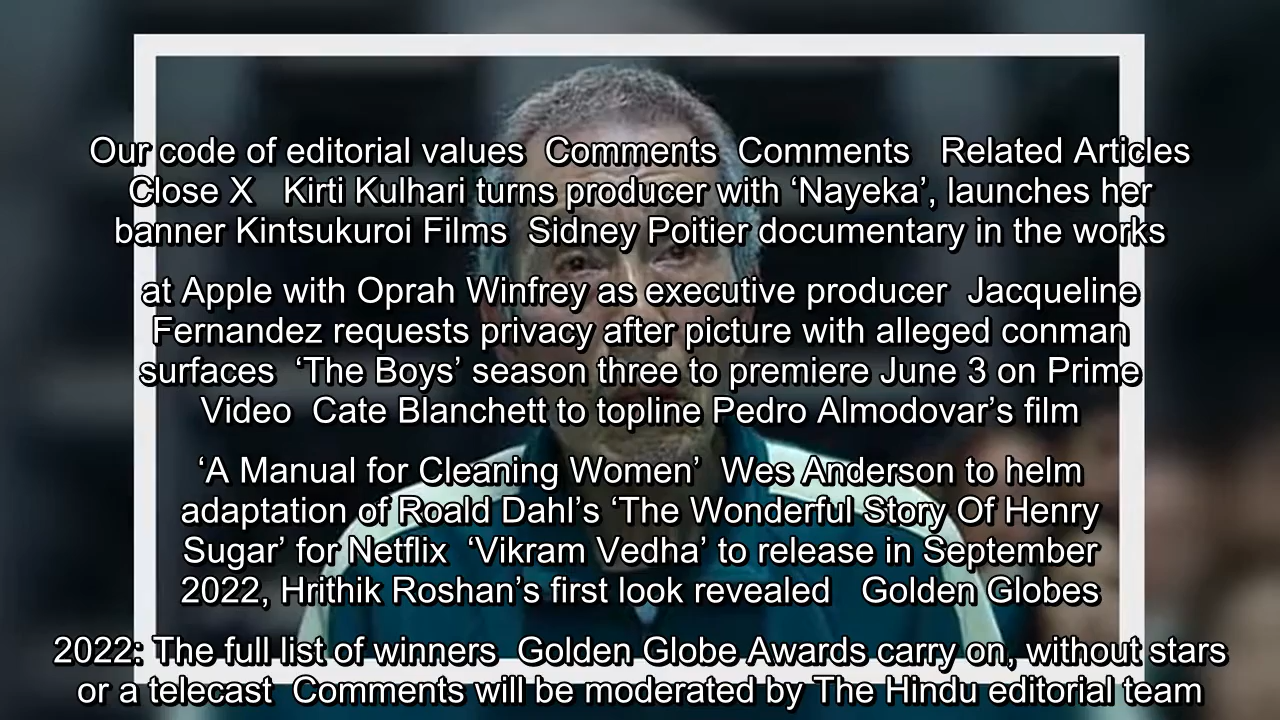 Our code of editorial values  Comments  Comments   Related Articles
Close X   Kirti Kulhari turns producer with ‘Nayeka’, launches her
banner Kintsukuroi Films  Sidney Poitier documentary in the works
at Apple with Oprah Winfrey as executive producer  Jacqueline
Fernandez requests privacy after picture with alleged conman
surfaces  ‘The Boys’ season three to premiere June 3 on Prime
Video  Cate Blanchett to topline Pedro Almodovar’s film
‘A Manual for Cleaning Women’  Wes Anderson to helm
adaptation of Roald Dahl’s ‘The Wonderful Story Of Henry
Sugar’ for Netflix  ‘Vikram Vedha’ to release in September
2022, Hrithik Roshan’s first look revealed   Golden Globes
2022: The full list of winners  Golden Globe Awards carry on, without stars
or a telecast  Comments will be moderated by The Hindu editorial team